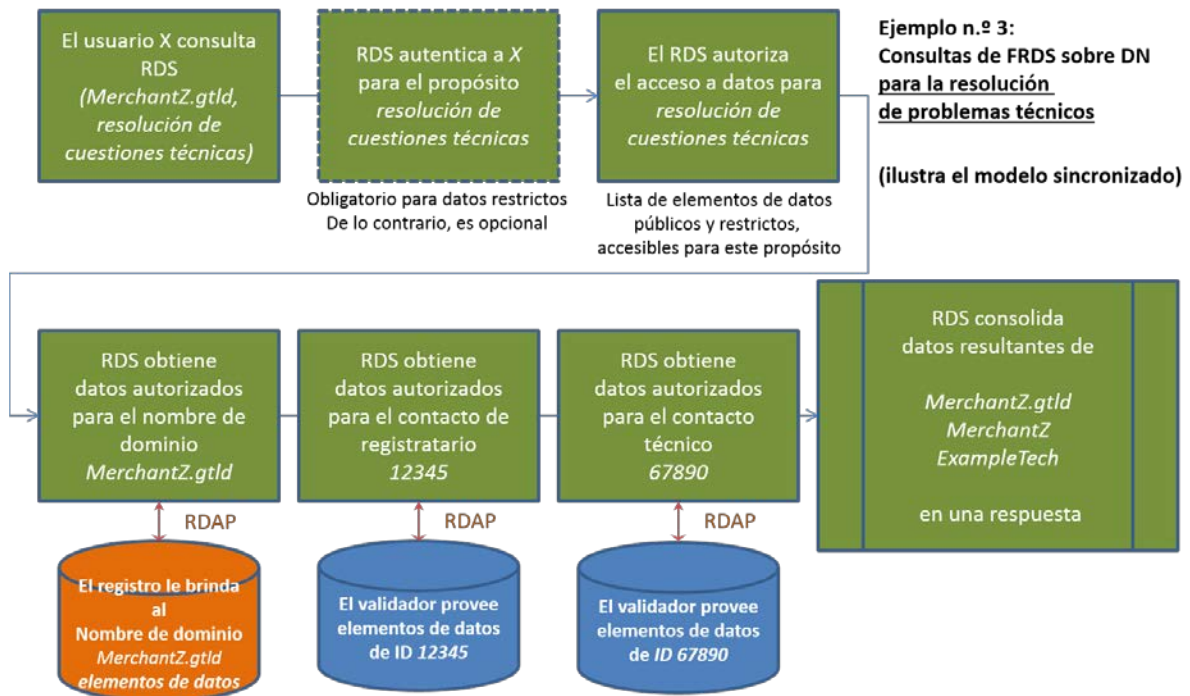 El usuario X consulta
RDS
(MerchantZ.gtld,
resolución de
cuestiones técnicas)
RDS autentica a X
para el propósito
resolución de
cuestiones técnicas
Obligatorio para datos restrictos
De lo contrario, es opcional
El RDS autoriza
el acceso a datos para
resolución de
cuestiones técnicas
Lista de elementos de datos
públicos y restrictos,
accesibles para este propósito
Ejemplo n.º 3:
Consultas de FRDS sobre DN
para la resolución
de problemas técnicos
(ilustra el modelo sincronizado)
RDS obtiene
datos autorizados
para el nombre de
dominio
MerchantZ.gtld
RDS obtiene
datos autorizados
para el contacto de
registratario
12345
RDS obtiene
datos autorizados
para el contacto
técnico
67890
RDS consolida
datos resultantes de
MerchantZ.gtld
MerchantZ
ExampleTech
en una respuesta
RDAP
RDAP
RDAP
El registro le brinda
al
Nombre de dominio
MerchantZ.gtld
elementos de datos
El validador provee
elementos de datos
de ID 12345
El validador provee
elementos de datos
de ID 67890